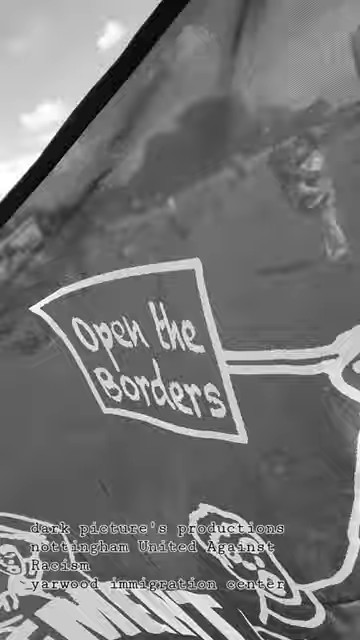 Open the
Borders
dark picture's productions
nottingham United Against
Racism
yarwood immigration center